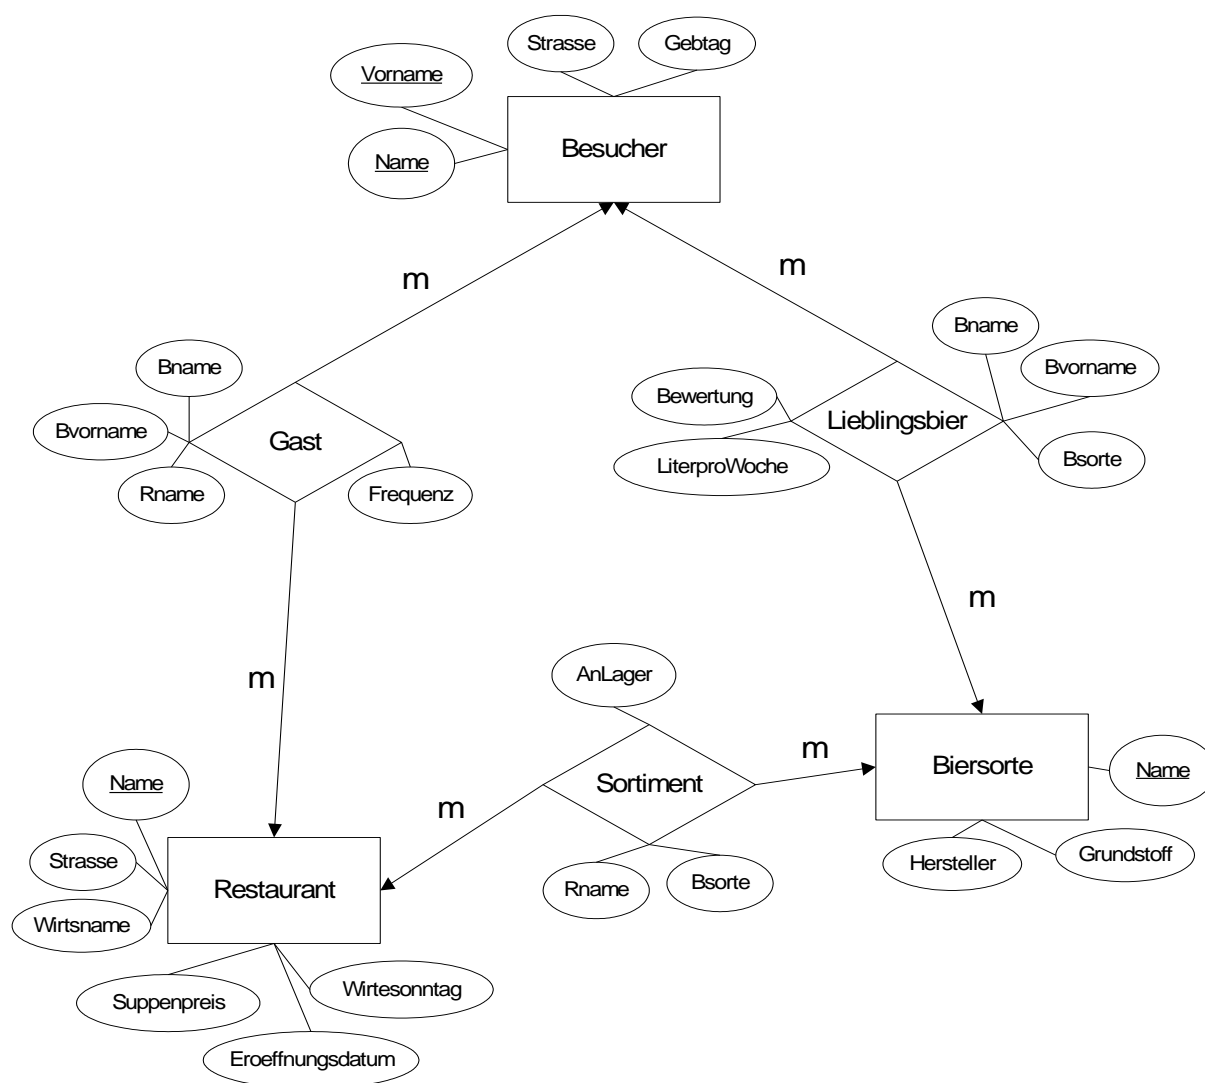 Strasse
Gebtag
Vorname
Besucher
Name
m
m
Bname
Bname
Bvorname
Bewertung
Lieblingsbier
Bvorname
Gast
LiterproWoche
Bsorte
Rname
Frequenz
m
AnLager
m
m
Name
Sortiment
Biersorte
Name
m
Strasse
Hersteller
Grundstoff
Restaurant
Rname
Bsorte
Wirtsname
Suppenpreis
Wirtesonntag
Eroeffnungsdatum